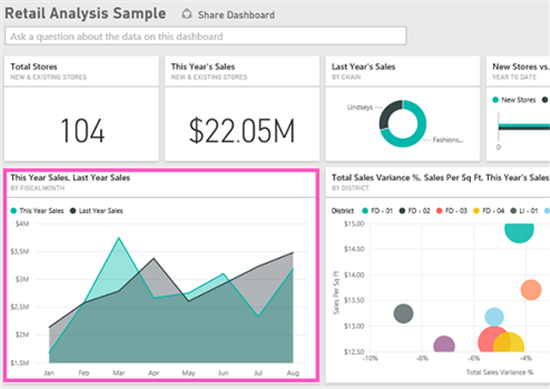 Retail Analysis Sample
Share Dashboard
Ask a question about the data on this dashboard
Total Stores
NEW & EXISTING STORES
104
This Year's Sales
NEW & EXISTING STORES
$22.05M
Last Year's Sales
BY CHAIN
Lindseys
Fashions...
New Stores vs.
YEAR TO DATE
New Stores
0
This Year Sales, Last Year Sales
BY FISCALMONTH
This Year Sales Last Year Sales
$4M
$3.5M
$3M
$2.5M
$2M
$1.5M
Jan Feb Mar Apr May Jun Jul Aug
Total Sales Variance %, Sales Per Sq Ft, This Year's Sales
BY DISTRICT
District FD - 01 FD - 02 FD - 03 FD - 04 LI - 01
Sales Per Sq Ft
$15.00
$14.50
$14.00
$13.50
$13.00
$12.50
-10% -8% -6% -4%
Total Sales Variance %